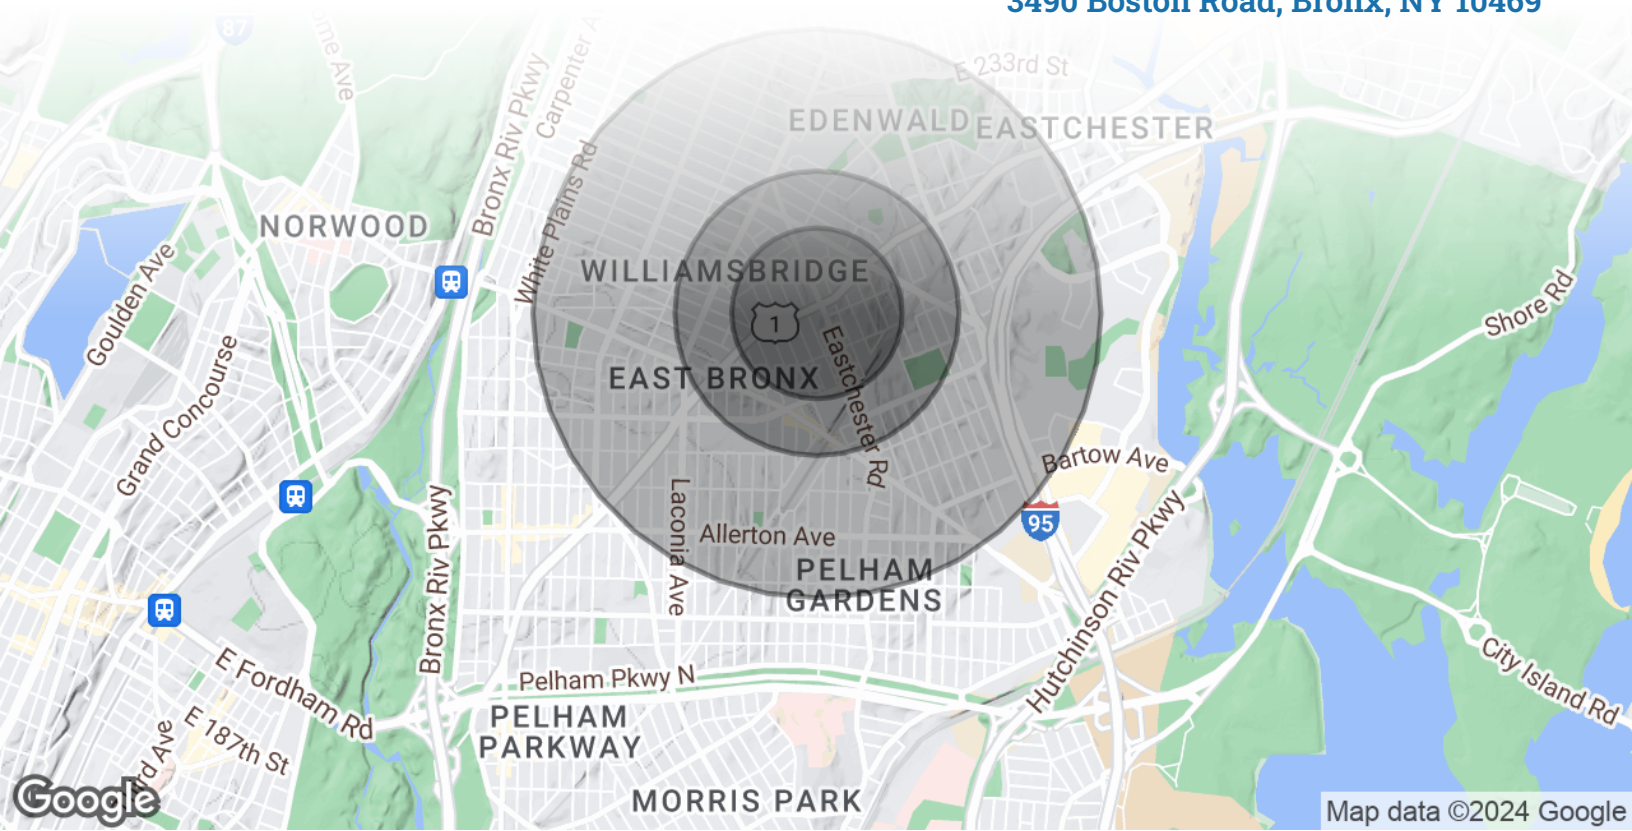 3490 Boston Road, Bronx, NY 10469
87
Carpenter A
E 233rd St
Bronx Riv Pkwy
EDENWALD
EASTCHESTER
White Plains Rd
NORWOOD
WILLIAMSBRIDGE
Goulden Ave
Shore Rd
1
Eastchester Rd
EAST BRONX
Grand Concourse
Bartow Ave
Laconia Ave
95
Allerton Ave
Bronx Riv Pkwy
PELHAM
GARDENS
Hutchinson Riv Pkwy
City Island Rd
E Fordham Rd
Pelham Pkwy N
E 187th St
PELHAM
PARKWAY
rd Ave
MORRIS PARK
Google
Map data ©2024 Google